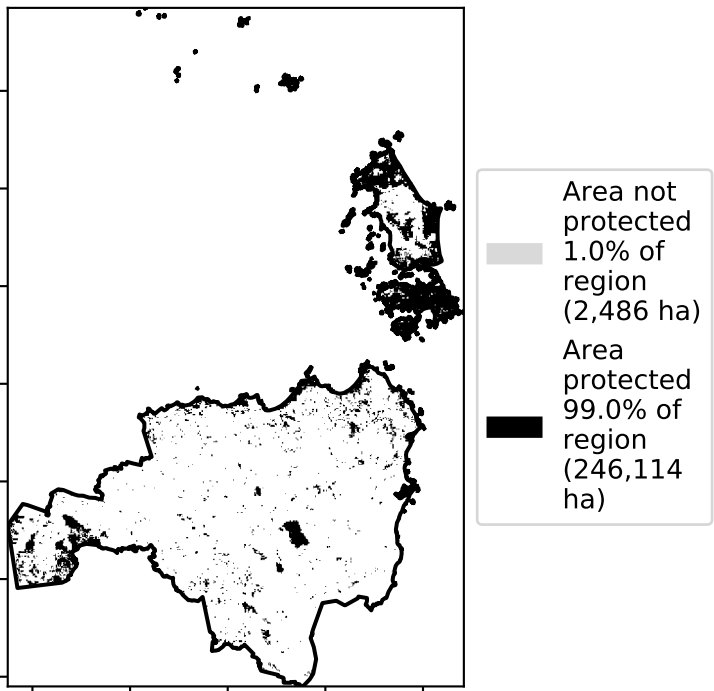 Area not
protected
1.0% of
region
(2,486 ha)
Area
protected
99.0% of
region
(246,114
ha)